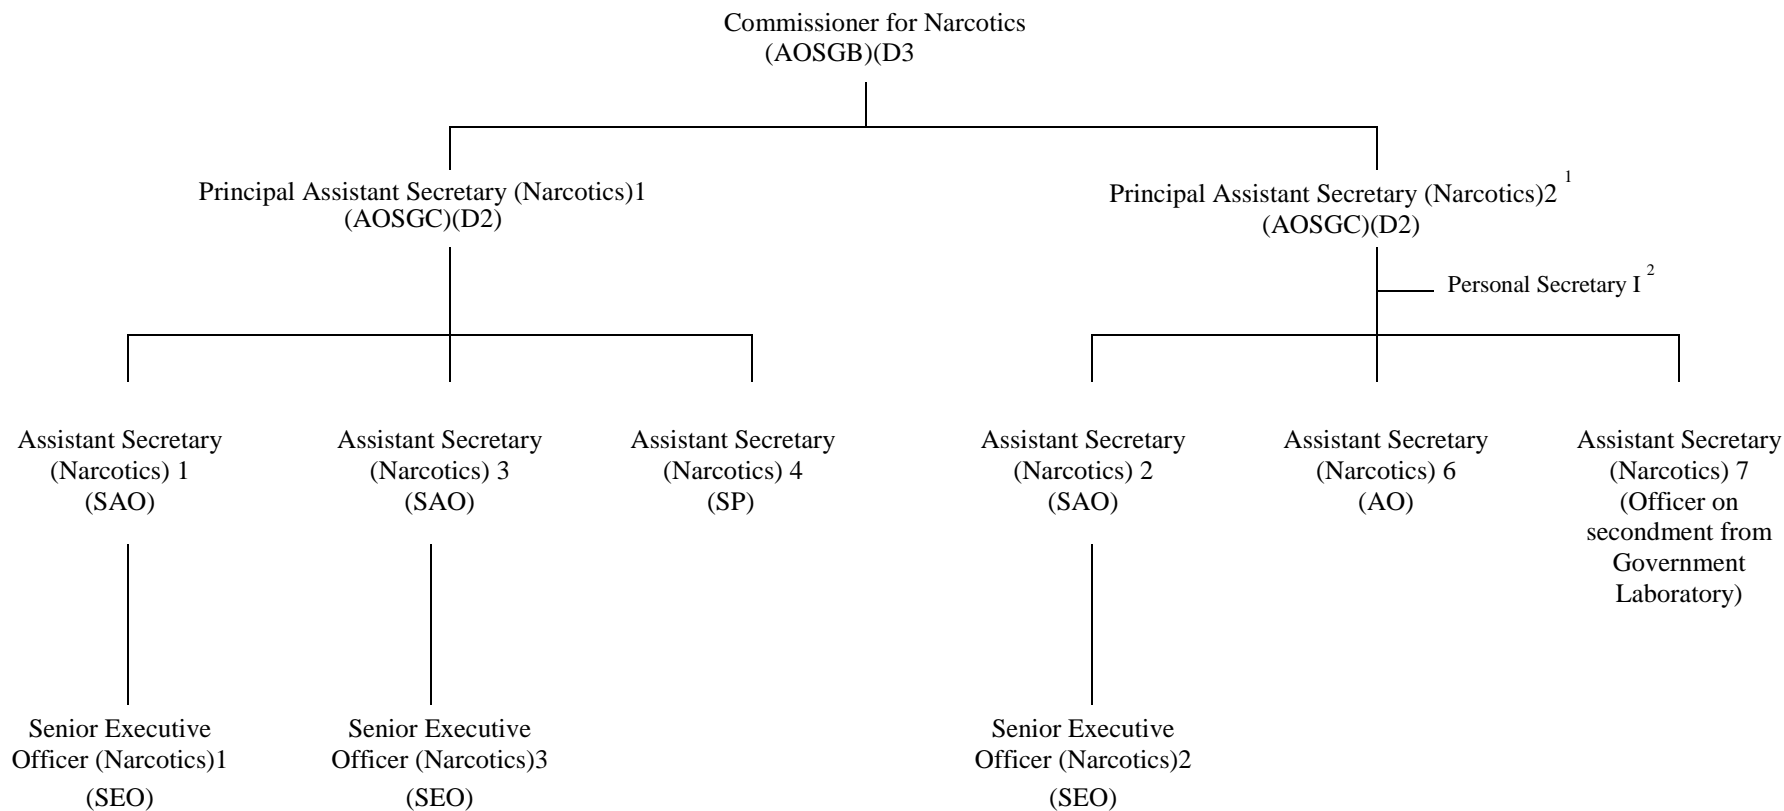 Commissioner for Narcotics
(AOSGB)(D3
Principal Assistant Secretary (Narcotics)1
(AOSGC)(D2)
Principal Assistant Secretary (Narcotics)2 1
(AOSGC)(D2)
Personal Secretary I 2
Assistant Secretary
(Narcotics) 1
(SAO)
Assistant Secretary
(Narcotics) 3
(SAO)
Assistant Secretary
(Narcotics) 4
(SP)
Assistant Secretary
(Narcotics) 2
(SAO)
Assistant Secretary
(Narcotics) 6
(AO)
Assistant Secretary
(Narcotics) 7
(Officer on
secondment from
Government
Laboratory)
Senior Executive
Officer (Narcotics)1
(SEO)
Senior Executive
Officer (Narcotics)3
(SEO)
Senior Executive
Officer (Narcotics)2
(SEO)